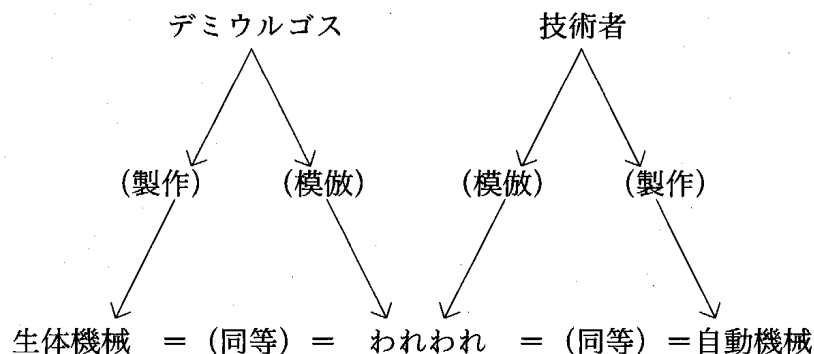 デミウルゴス 技術者
(製作) (模倣) (模倣) (製作)
生体機械 = (同等) = われわれ = (同等) =自動機械